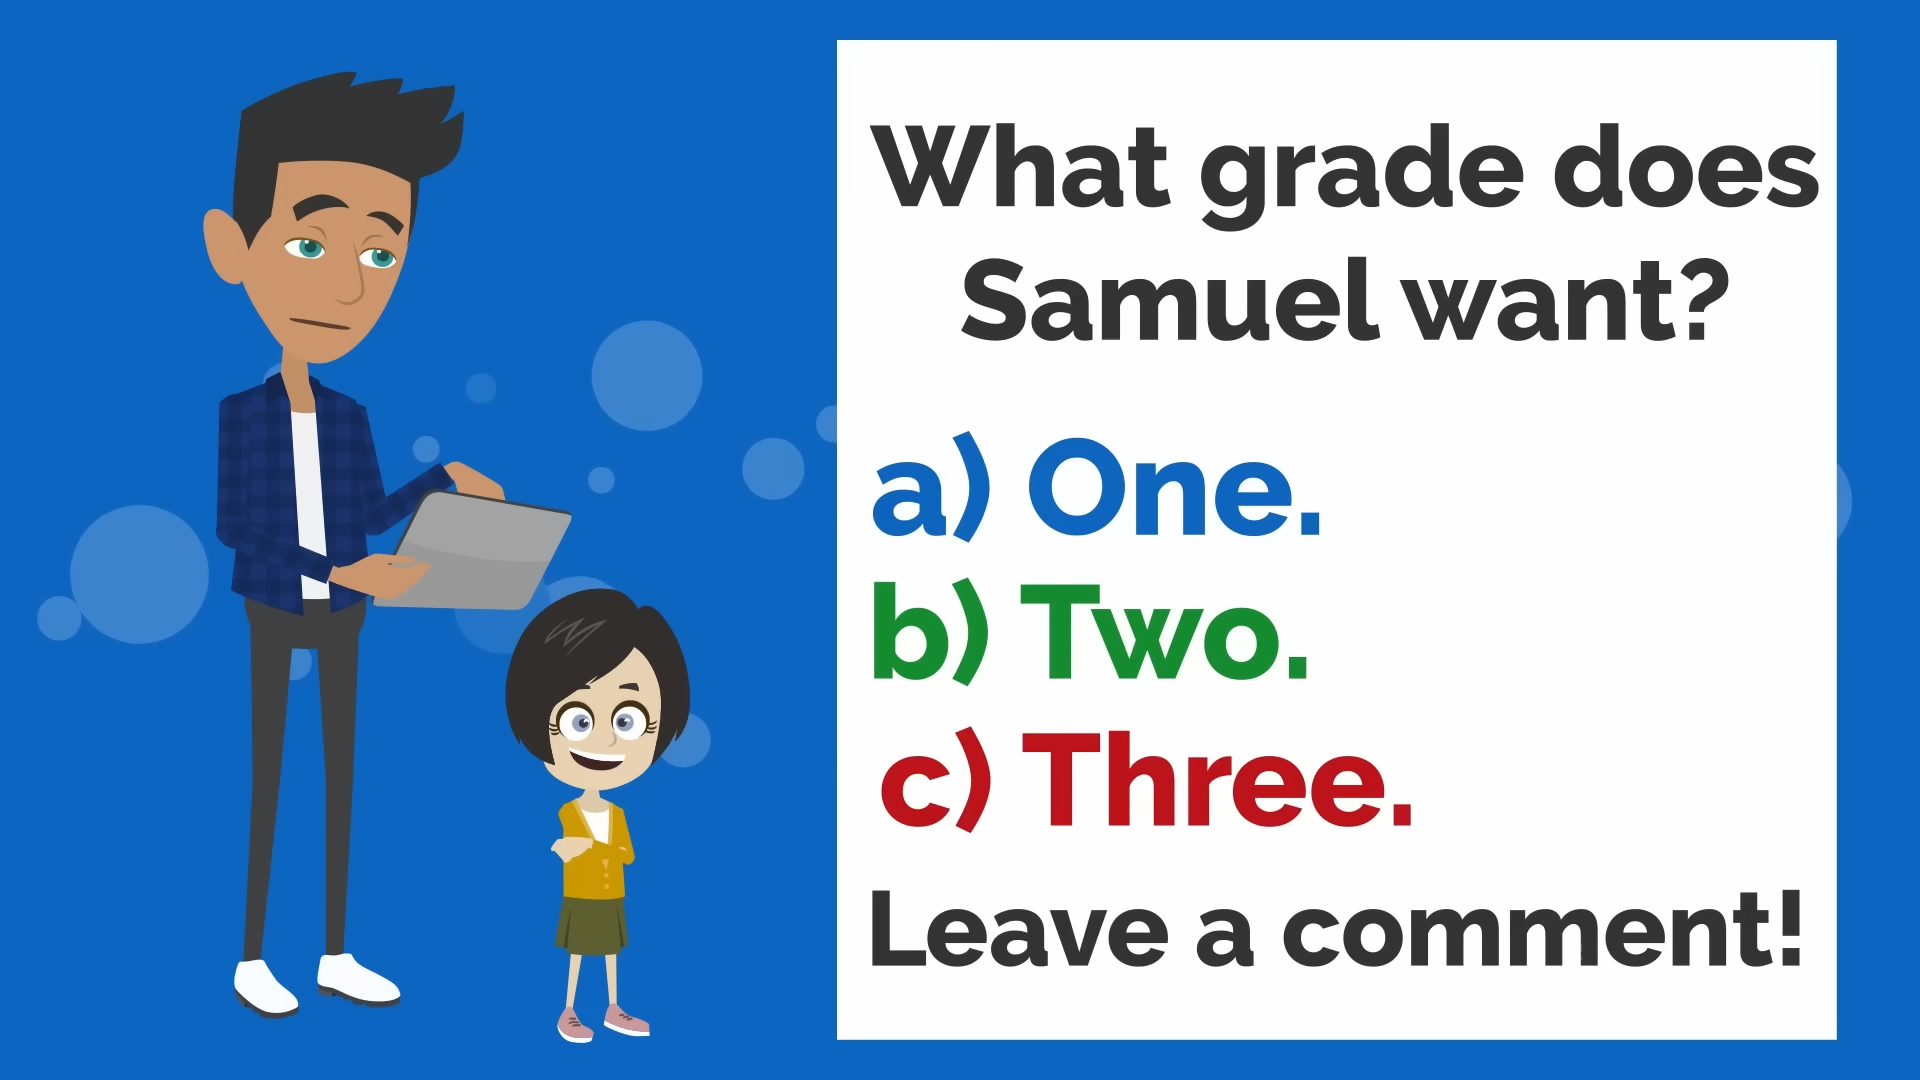 What grade does
Samuel want?
a) One.
b) Two.
c) Three.
Leave a comment!